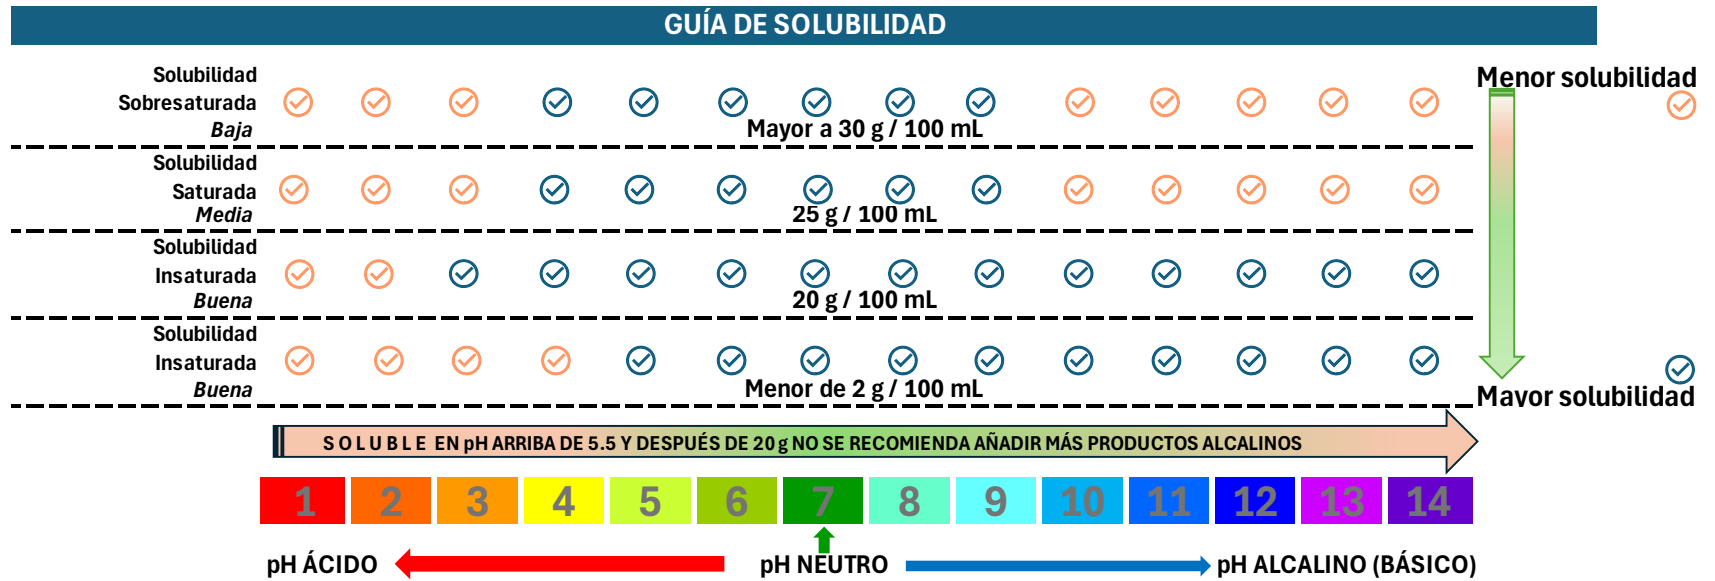 GUÍA DE SOLUBILIDAD
Solubilidad
Sobresaturada
Baja
Mayor a 30 g / 100 mL
Menor solubilidad
Solubilidad
Saturada
Media
25 g / 100 mL
Solubilidad
Insaturada
Buena
20 g / 100 mL
Solubilidad
Insaturada
Buena
Menor de 2 g / 100 mL
Mayor solubilidad
SOLUBLE EN pH ARRIBA DE 5.5 Y DESPUÉS DE 20 g NO SE RECOMIENDA AÑADIR MÁS PRODUCTOS ALCALINOS
1 2 3 4 5 6 7 8 9 10 11 12 13 14
pH ÁCIDO pH NEUTRO pH ALCALINO (BÁSICO)